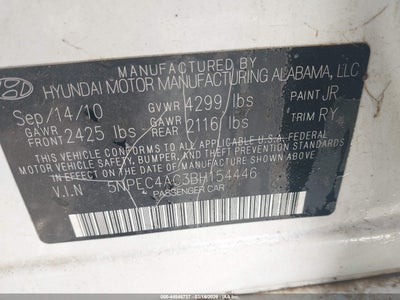 MANUFACTURED BY
HYUNDAI MOTOR MANUFACTURING ALABAMA, LLC
Sep/14/10 GVWR 4299 lbs PAINT JR
GAWR FRONT 2425 lbs GAWR REAR 2116 lbs TRIM RY
THIS VEHICLE CONFORMS TO ALL APPLICABLE U.S.A. FEDERAL
MOTOR VEHICLE SAFETY, BUMPER, AND THEFT PREVENTION STANDARDS
IN EFFECT ON THE DATE OF MANUFACTURE SHOWN ABOVE.
V.I.N 5NPEC4AC3BH154446
PASSENGER CAR